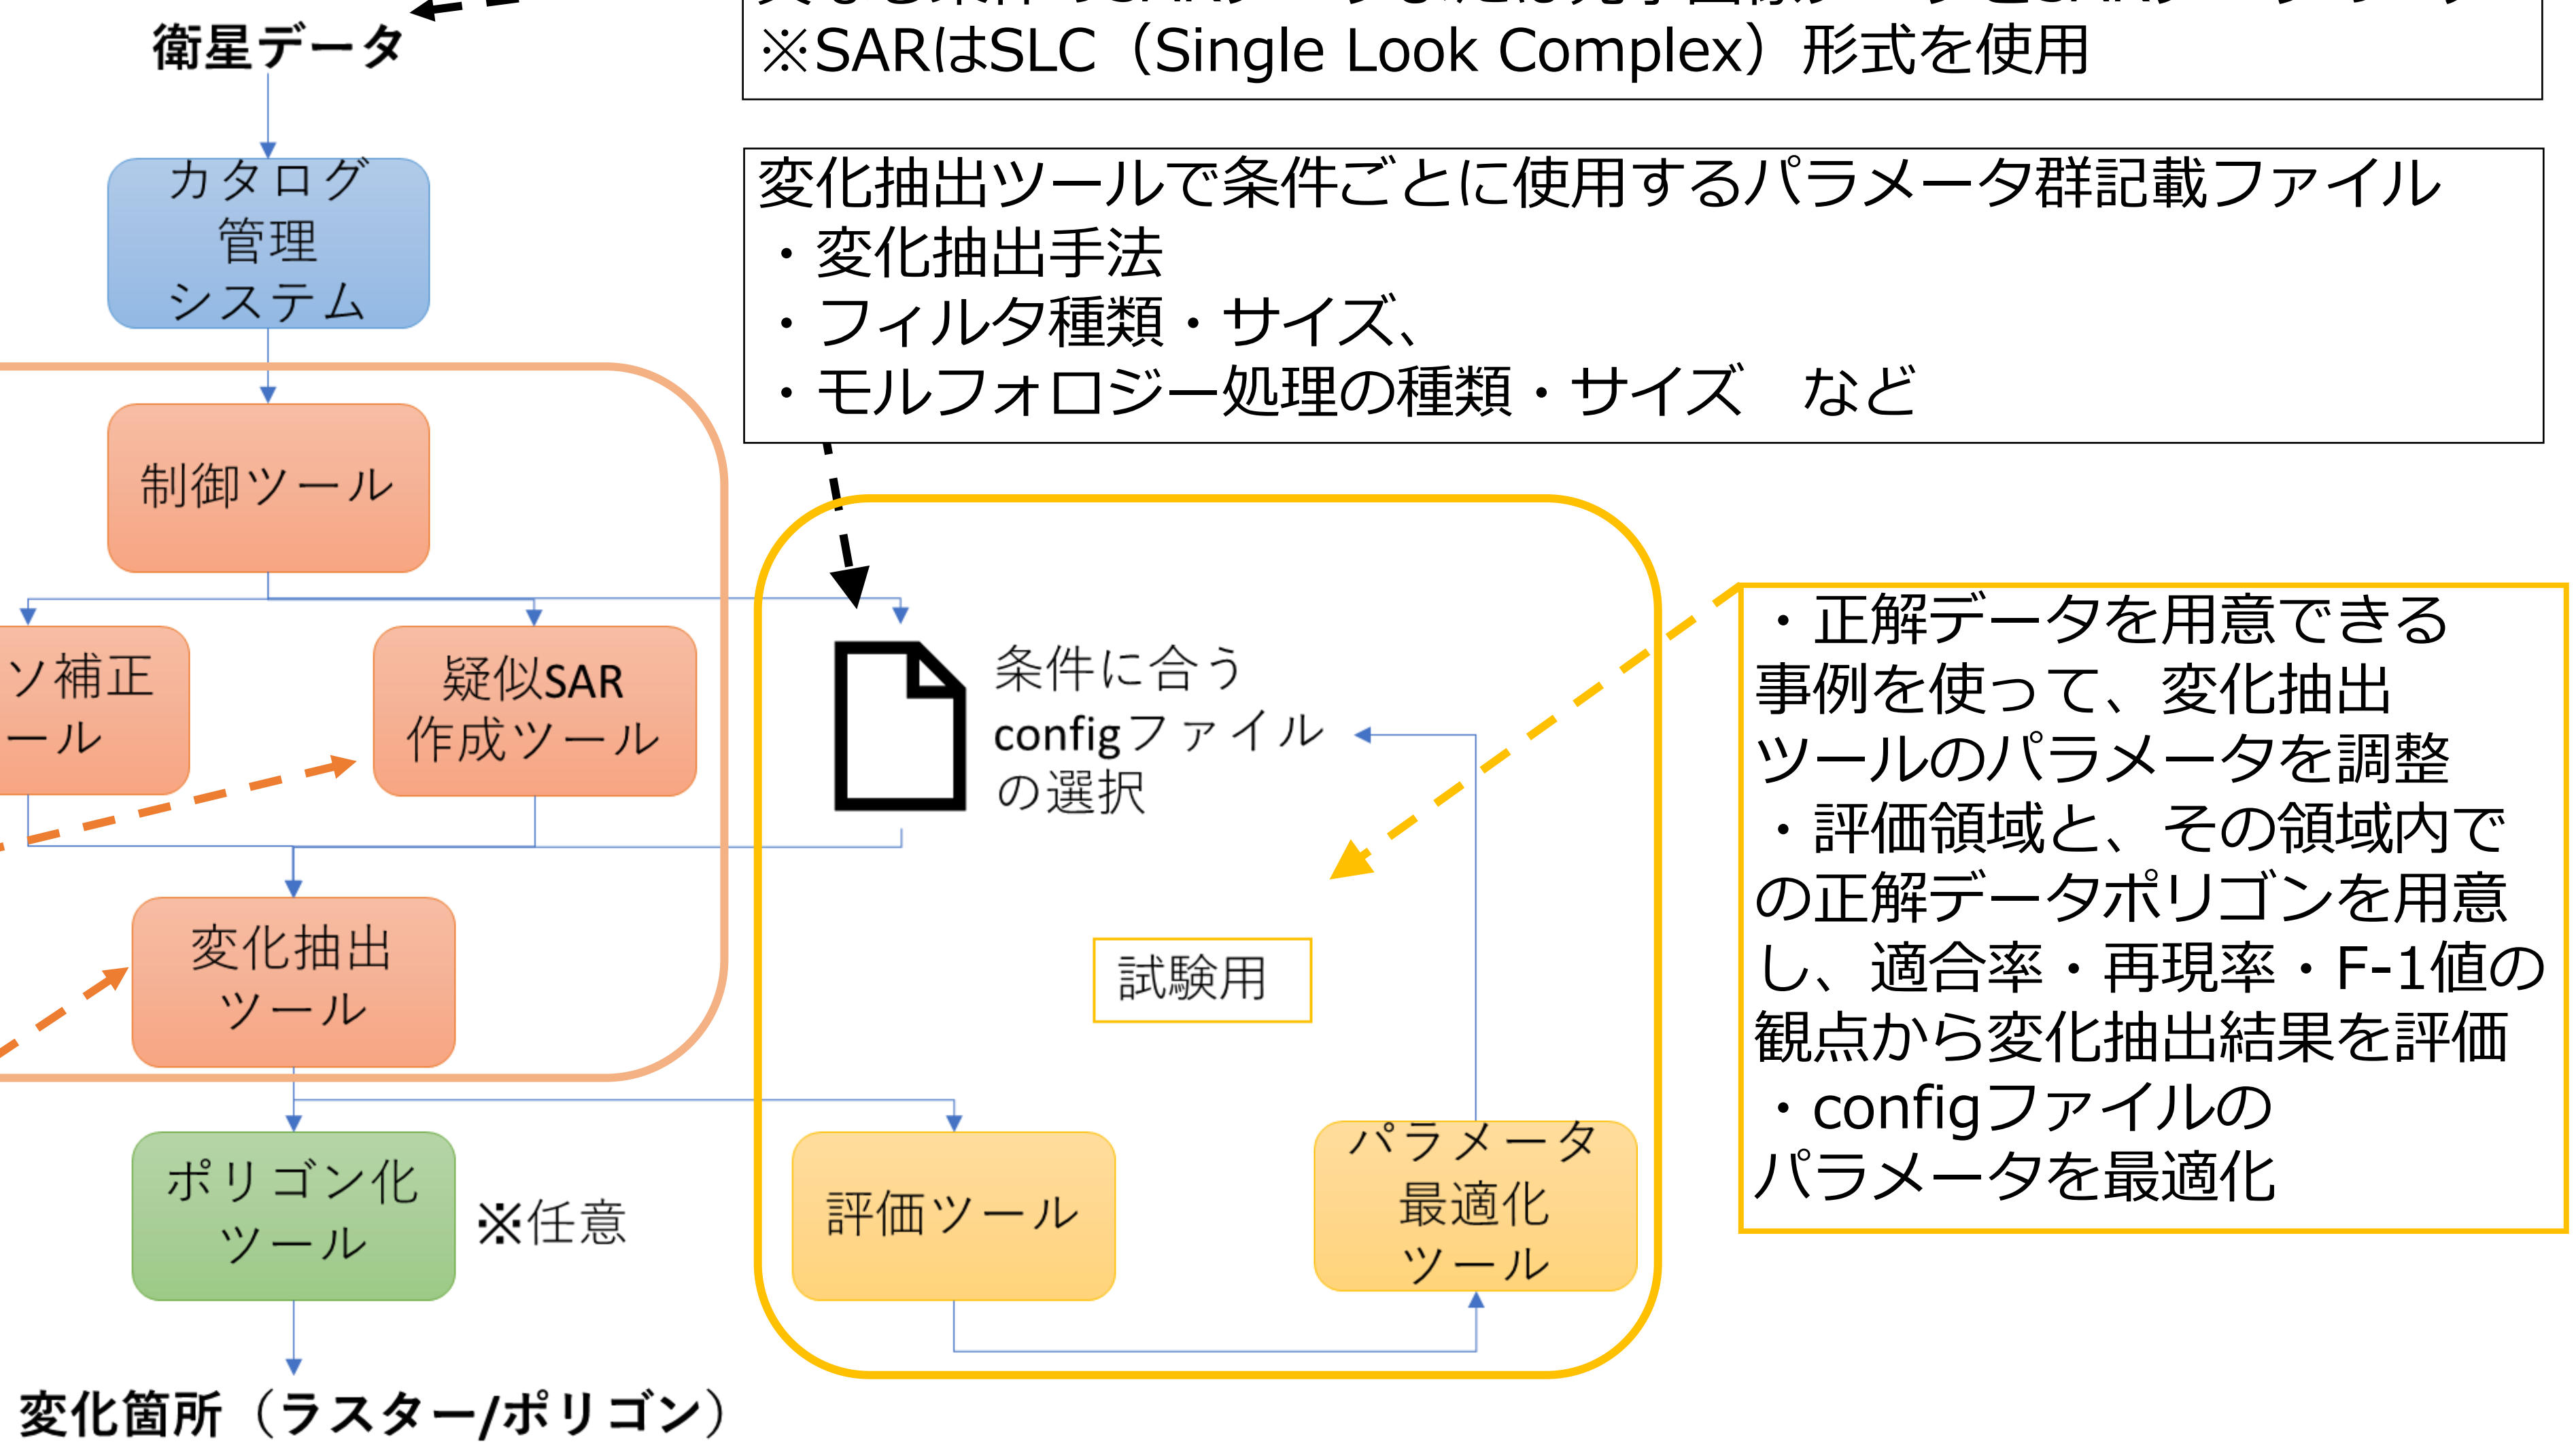 ※SARはSLC（Single Look Complex）形式を使用
衛星データ
カタログ
管理
システム
変化抽出ツールで条件ごとに使用するパラメータ群記載ファイル
・変化抽出手法
・フィルタ種類・サイズ、
・モルフォロジー処理の種類・サイズ　など
制御ツール
ソ補正
ール
疑似SAR
作成ツール
条件に合う
configファイル
の選択
・正解データを用意できる
事例を使って、変化抽出
ツールのパラメータを調整
・評価領域と、その領域内で
の正解データポリゴンを用意
し、適合率・再現率・F-1値の
観点から変化抽出結果を評価
・configファイルの
パラメータを最適化
変化抽出
ツール
試験用
ポリゴン化
ツール
※任意
評価ツール
パラメータ
最適化
ツール
変化箇所（ラスター/ポリゴン）